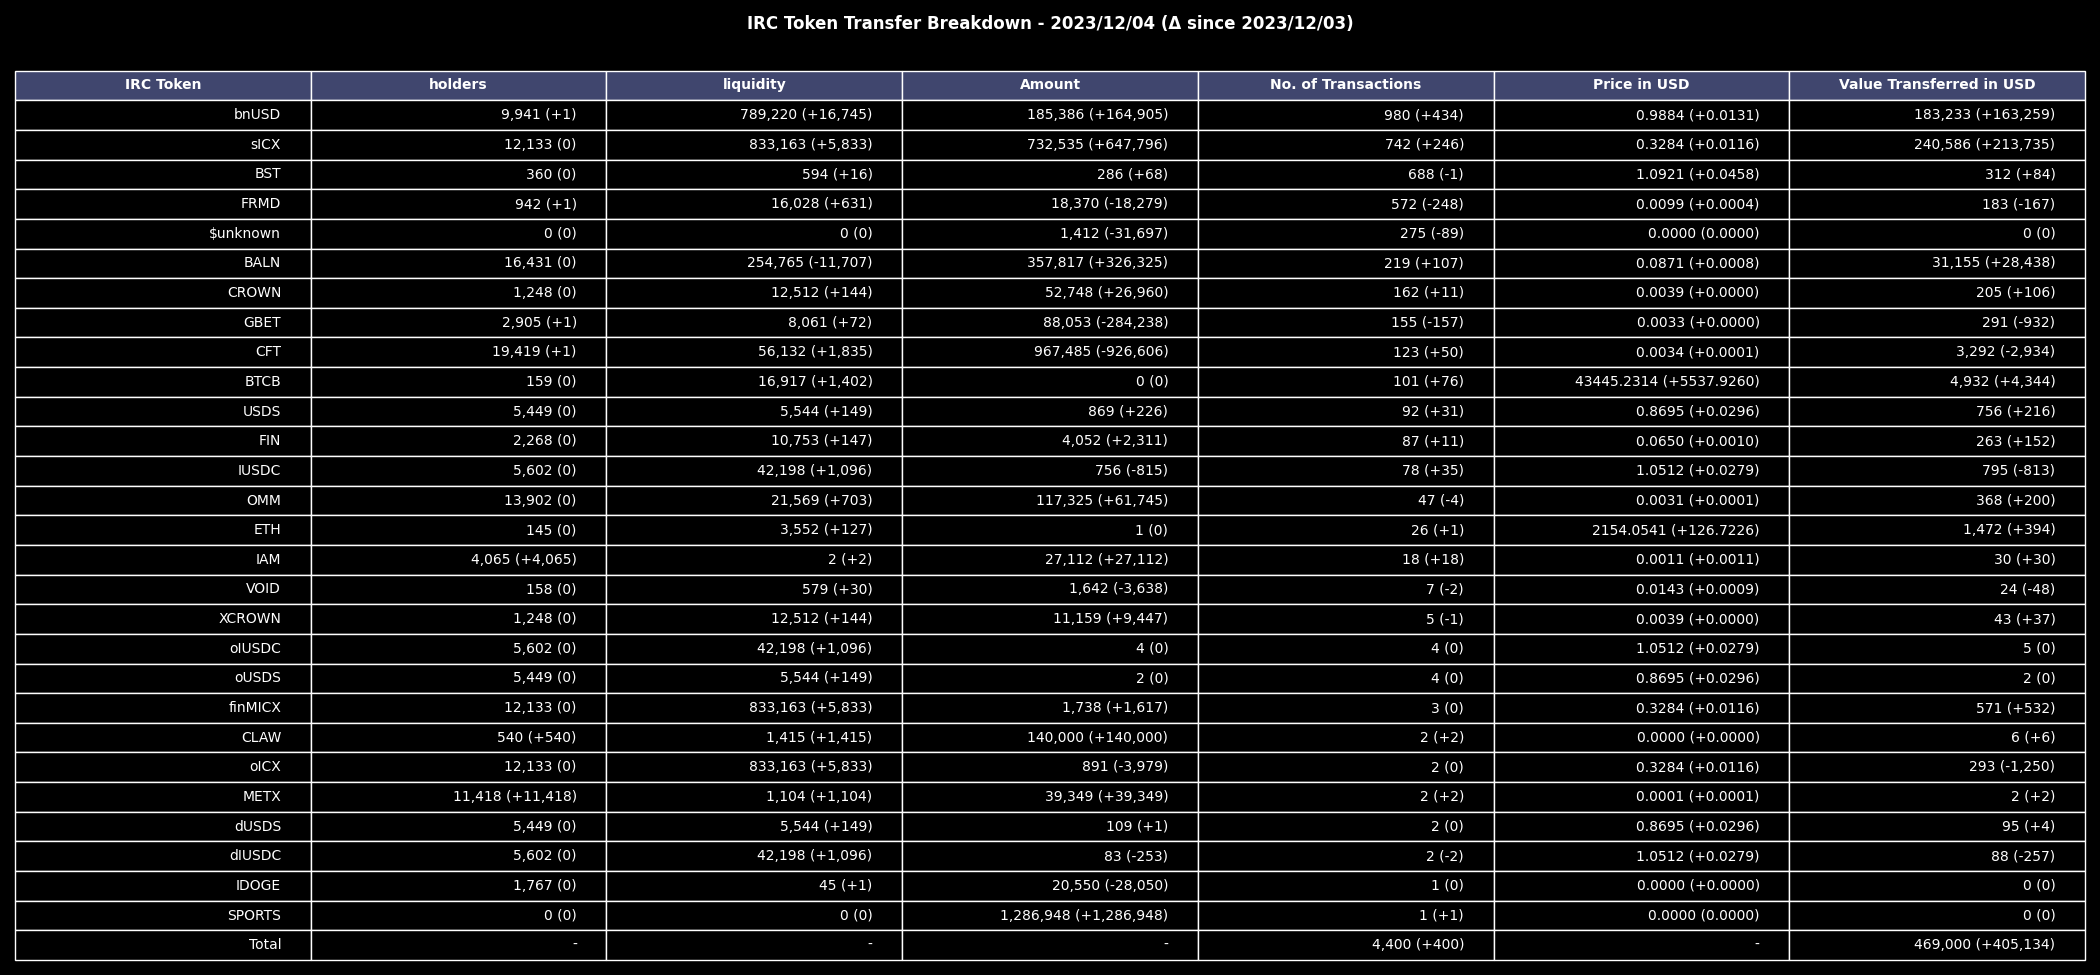 IRC Token Transfer Breakdown - 2023/12/04 (Δ since 2023/12/03)
IRC Token holders liquidity Amount No. of Transactions Price in USD Value Transferred in USD
bnUSD 9,941 (+1) 789,220 (+16,745) 185,386 (+164,905) 980 (+434) 0.9884 (+0.0131) 183,233 (+163,259)
sICX 12,133 (0) 833,163 (+5,833) 732,535 (+647,796) 742 (+246) 0.3284 (+0.0116) 240,586 (+213,735)
BST 360 (0) 594 (+16) 286 (+68) 688 (-1) 1.0921 (+0.0458) 312 (+84)
FRMD 942 (+1) 16,028 (+631) 18,370 (-18,279) 572 (-248) 0.0099 (+0.0004) 183 (-167)
$unknown 0 (0) 0 (0) 1,412 (-31,697) 275 (-89) 0.0000 (0.0000) 0 (0)
BALN 16,431 (0) 254,765 (-11,707) 357,817 (+326,325) 219 (+107) 0.0871 (+0.0008) 31,155 (+28,438)
CROWN 1,248 (0) 12,512 (+144) 52,748 (+26,960) 162 (+11) 0.0039 (+0.0000) 205 (+106)
GBET 2,905 (+1) 8,061 (+72) 88,053 (-284,238) 155 (-157) 0.0033 (+0.0000) 291 (-932)
CFT 19,419 (+1) 56,132 (+1,835) 967,485 (-926,606) 123 (+50) 0.0034 (+0.0001) 3,292 (-2,934)
BTCB 159 (0) 16,917 (+1,402) 0 (0) 101 (+76) 43445.2314 (+5537.9260) 4,932 (+4,344)
USDS 5,449 (0) 5,544 (+149) 869 (+226) 92 (+31) 0.8695 (+0.0296) 756 (+216)
FIN 2,268 (0) 10,753 (+147) 4,052 (+2,311) 87 (+11) 0.0650 (+0.0010) 263 (+152)
IUSDC 5,602 (0) 42,198 (+1,096) 756 (-815) 78 (+35) 1.0512 (+0.0279) 795 (-813)
OMM 13,902 (0) 21,569 (+703) 117,325 (+61,745) 47 (-4) 0.0031 (+0.0001) 368 (+200)
ETH 145 (0) 3,552 (+127) 1 (0) 26 (+1) 2154.0541 (+126.7226) 1,472 (+394)
IAM 4,065 (+4,065) 2 (+2) 27,112 (+27,112) 18 (+18) 0.0011 (+0.0011) 30 (+30)
VOID 158 (0) 579 (+30) 1,642 (-3,638) 7 (-2) 0.0143 (+0.0009) 24 (-48)
XCROWN 1,248 (0) 12,512 (+144) 11,159 (+9,447) 5 (-1) 0.0039 (+0.0000) 43 (+37)
oIUSDC 5,602 (0) 42,198 (+1,096) 4 (0) 4 (0) 1.0512 (+0.0279) 5 (0)
oUSDS 5,449 (0) 5,544 (+149) 2 (0) 4 (0) 0.8695 (+0.0296) 2 (0)
finMICX 12,133 (0) 833,163 (+5,833) 1,738 (+1,617) 3 (0) 0.3284 (+0.0116) 571 (+532)
CLAW 540 (+540) 1,415 (+1,415) 140,000 (+140,000) 2 (+2) 0.0000 (+0.0000) 6 (+6)
oICX 12,133 (0) 833,163 (+5,833) 891 (-3,979) 2 (0) 0.3284 (+0.0116) 293 (-1,250)
METX 11,418 (+11,418) 1,104 (+1,104) 39,349 (+39,349) 2 (+2) 0.0001 (+0.0001) 2 (+2)
dUSDS 5,449 (0) 5,544 (+149) 109 (+1) 2 (0) 0.8695 (+0.0296) 95 (+4)
dIUSDC 5,602 (0) 42,198 (+1,096) 83 (-253) 2 (-2) 1.0512 (+0.0279) 88 (-257)
IDOGE 1,767 (0) 45 (+1) 20,550 (-28,050) 1 (0) 0.0000 (+0.0000) 0 (0)
SPORTS 0 (0) 0 (0) 1,286,948 (+1,286,948) 1 (+1) 0.0000 (0.0000) 0 (0)
Total - - - 4,400 (+400) - 469,000 (+405,134)